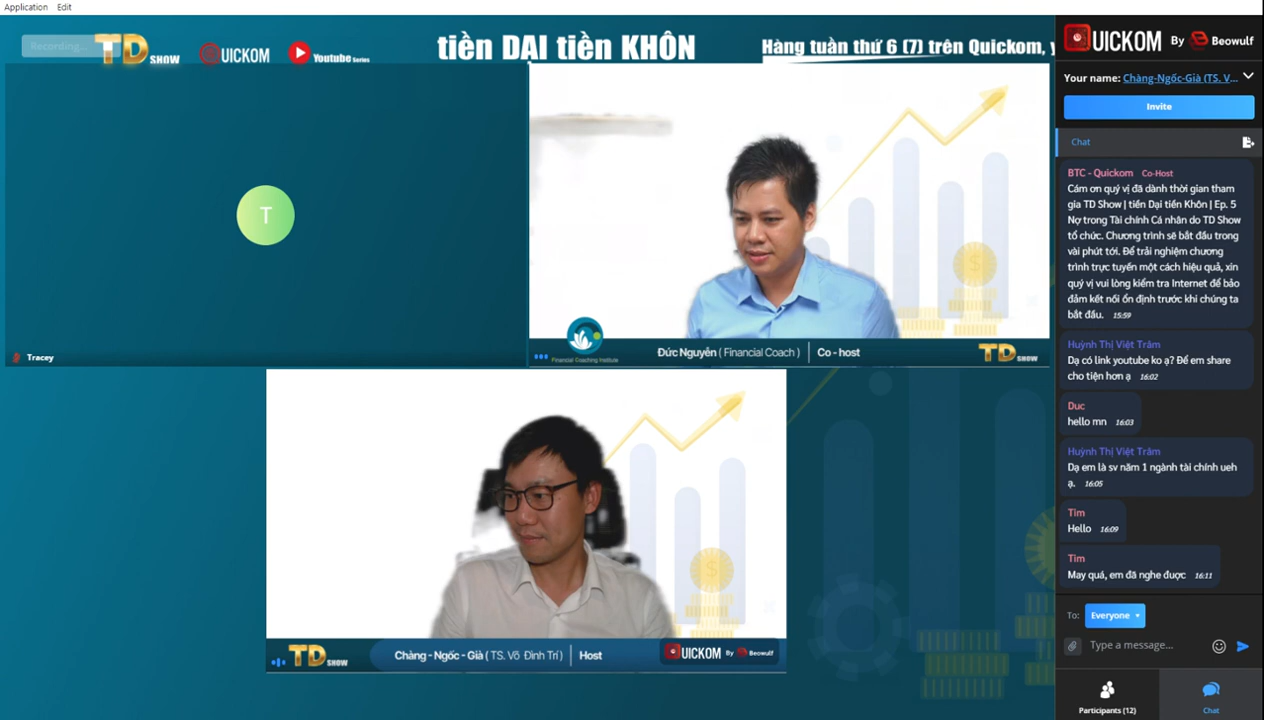 Application Edit
Recording...
TD SHOW
QUICKOM
Youtube Series
tiền DẠI tiền KHÔN
Hàng tuần thứ 6 (7) trên Quickom, y
T
Tracey
Financial Coaching Institute
Đức Nguyễn ( Financial Coach ) Co - host
TD SHOW
TD SHOW
Chàng - Ngốc - Già ( TS. Võ Đình Trí ) Host
QUICKOM By Beowulf
QUICKOM By Beowulf
Your name: Chàng-Ngốc-Già (TS. V...
Invite
Chat
BTC - Quickom Co-Host
Cám ơn quý vị đã dành thời gian tham
gia TD Show | tiền Dại tiền Khôn | Ep. 5
Nợ trong Tài chính Cá nhân do TD Show
tổ chức. Chương trình sẽ bắt đầu trong
vài phút tới. Để trải nghiệm chương
trình trực tuyến một cách hiệu quả, xin
quý vị vui lòng kiểm tra Internet để bảo
đảm kết nối ổn định trước khi chúng ta
bắt đầu. 15:59
Huỳnh Thị Việt Trâm
Dạ có link youtube ko ạ? Để em share
cho tiện hơn ạ 16:02
Duc
hello mn 16:03
Huỳnh Thị Việt Trâm
Dạ em là sv năm 1 ngành tài chính ueh
ạ. 16:05
Tim
Hello 16:09
Tim
May quá, em đã nghe được 16:11
To: Everyone
Type a message...
Participants (12)
Chat